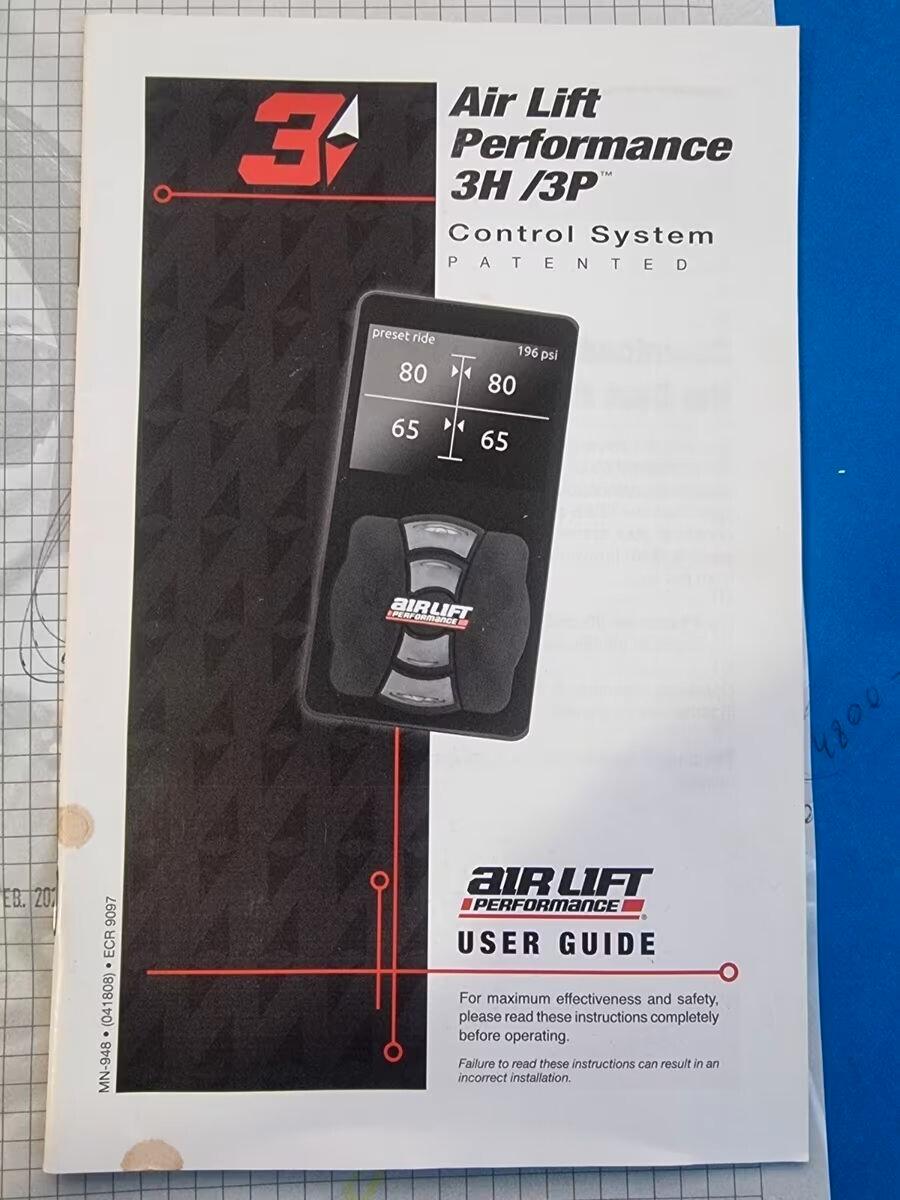 3
Air Lift
Performance
3H /3P™
Control System
PATENTED
preset ride
196 psi
80 80
65 65
AIR LIFT
PERFORMANCE
AIR LIFT
PERFORMANCE®
USER GUIDE
For maximum effectiveness and safety,
please read these instructions completely
before operating.
Failure to read these instructions can result in an
incorrect installation.
MN-948 • (041808) • ECR 9097
4800